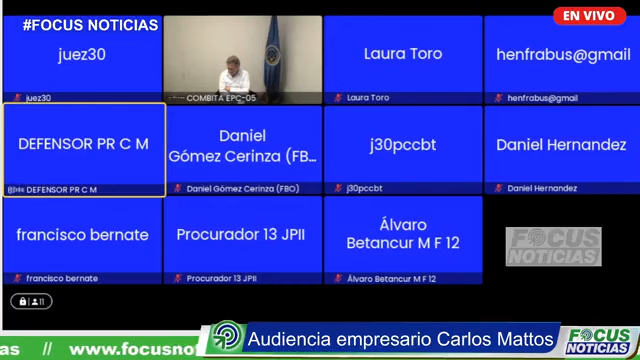 #FOCUS NOTICIAS
EN VIVO
juez30
Laura Toro
henfrabus@gmail
juez30
COMBITA EPC-05
Laura Toro
henfrabus@gmail
DEFENSOR PR C M
Daniel
Gómez Cerinza (FB...
j30pccbt
Daniel Hernandez
DEFENSOR PR C M
Daniel Gómez Cerinza (FBO)
j30pccbt
Daniel Hernandez
francisco bernate
Procurador 13 JPII
Álvaro
Betancur M F 12
FOCUS
NOTICIAS
francisco bernate
Procurador 13 JPII
Álvaro Betancur M F 12
11
// www.focusnot
Audiencia empresario Carlos Mattos
FOCUS
NOTICIAS